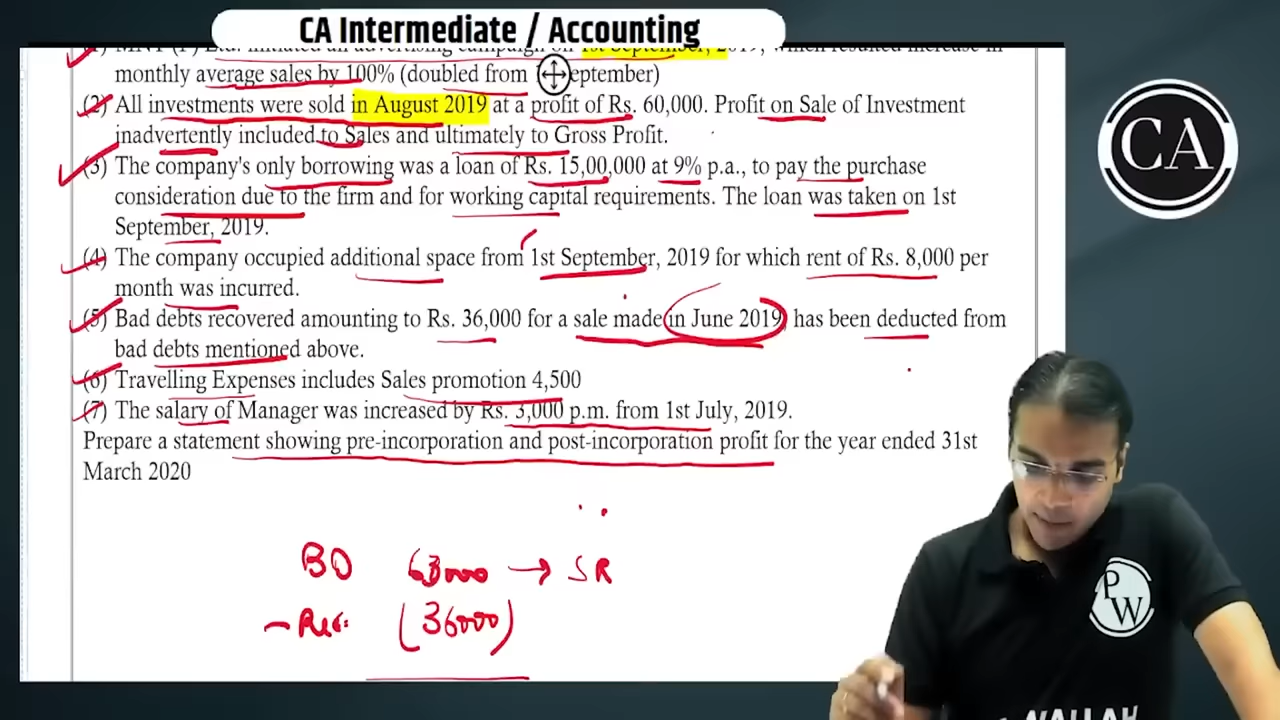 CA Intermediate / Accounting
monthly average sales by 100% (doubled from eptember)
(2) All investments were sold in August 2019 at a profit of Rs. 60,000. Profit on Sale of Investment
inadvertently included to Sales and ultimately to Gross Profit.
(3) The company's only borrowing was a loan of Rs. 15,00,000 at 9% p.a., to pay the purchase
consideration due to the firm and for working capital requirements. The loan was taken on 1st
September, 2019.
(4) The company occupied additional space from 1st September, 2019 for which rent of Rs. 8,000 per
month was incurred.
(5) Bad debts recovered amounting to Rs. 36,000 for a sale made in June 2019, has been deducted from
bad debts mentioned above.
(6) Travelling Expenses includes Sales promotion 4,500
(7) The salary of Manager was increased by Rs. 3,000 p.m. from 1st July, 2019.
Prepare a statement showing pre-incorporation and post-incorporation profit for the year ended 31st
March 2020
BD 63000 → SR
- Rec (36000)
CA
PW
WALLAH